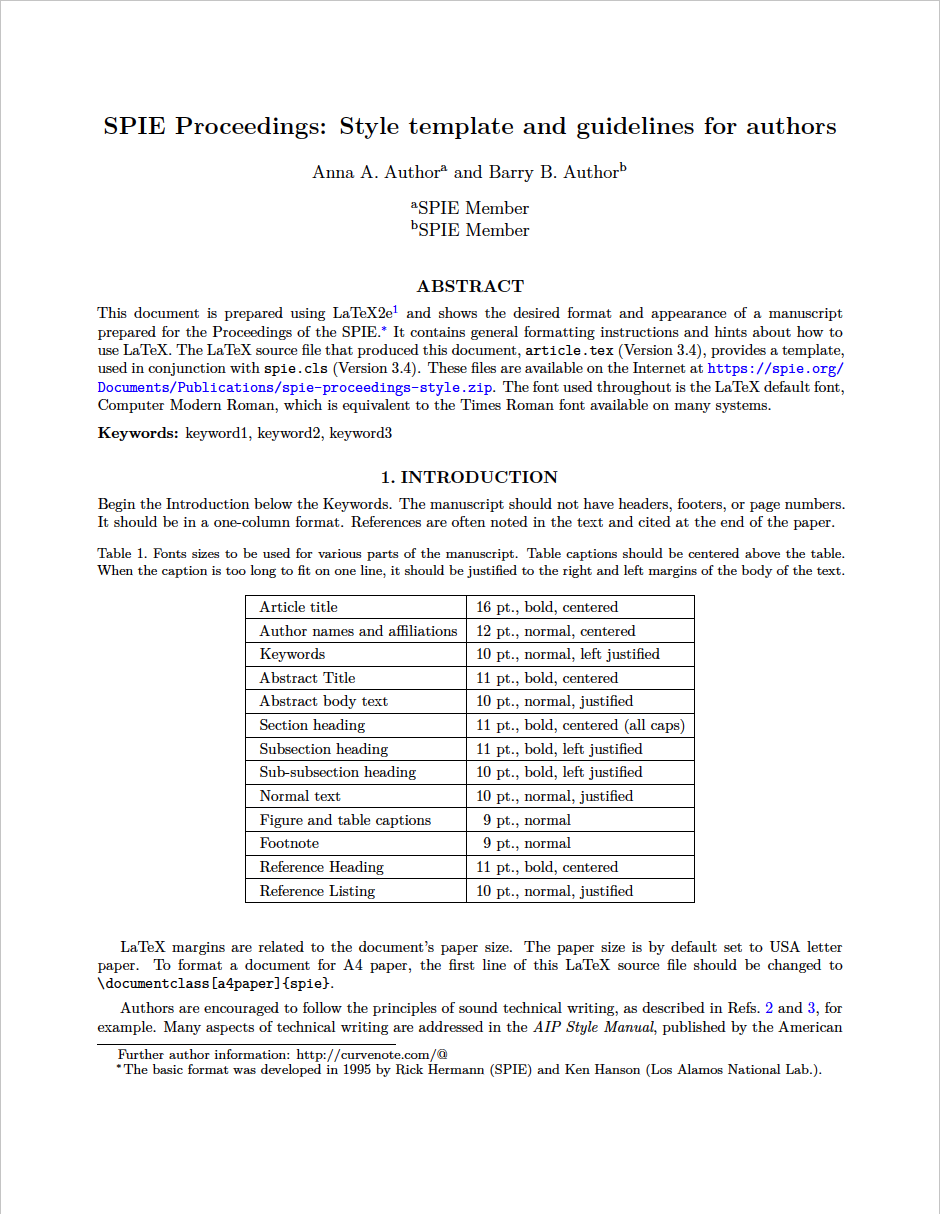 SPIE Proceedings: Style template and guidelines for authors
Anna A. Authorᵃ and Barry B. Authorᵇ
ᵃSPIE Member
ᵇSPIE Member
ABSTRACT
This document is prepared using LaTeX2e¹ and shows the desired format and appearance of a manuscript
prepared for the Proceedings of the SPIE.* It contains general formatting instructions and hints about how to
use LaTeX. The LaTeX source file that produced this document, article.tex (Version 3.4), provides a template,
used in conjunction with spie.cls (Version 3.4). These files are available on the Internet at https://spie.org/
Documents/Publications/spie-proceedings-style.zip. The font used throughout is the LaTeX default font,
Computer Modern Roman, which is equivalent to the Times Roman font available on many systems.
Keywords: keyword1, keyword2, keyword3
1. INTRODUCTION
Begin the Introduction below the Keywords. The manuscript should not have headers, footers, or page numbers.
It should be in a one-column format. References are often noted in the text and cited at the end of the paper.
Table 1. Fonts sizes to be used for various parts of the manuscript. Table captions should be centered above the table.
When the caption is too long to fit on one line, it should be justified to the right and left margins of the body of the text.
Article title 16 pt., bold, centered
Author names and affiliations 12 pt., normal, centered
Keywords 10 pt., normal, left justified
Abstract Title 11 pt., bold, centered
Abstract body text 10 pt., normal, justified
Section heading 11 pt., bold, centered (all caps)
Subsection heading 11 pt., bold, left justified
Sub-subsection heading 10 pt., bold, left justified
Normal text 10 pt., normal, justified
Figure and table captions 9 pt., normal
Footnote 9 pt., normal
Reference Heading 11 pt., bold, centered
Reference Listing 10 pt., normal, justified
LaTeX margins are related to the document's paper size. The paper size is by default set to USA letter
paper. To format a document for A4 paper, the first line of this LaTeX source file should be changed to
\documentclass[a4paper]{spie}.
Authors are encouraged to follow the principles of sound technical writing, as described in Refs. 2 and 3, for
example. Many aspects of technical writing are addressed in the AIP Style Manual, published by the American
Further author information: http://curvenote.com/@
*The basic format was developed in 1995 by Rick Hermann (SPIE) and Ken Hanson (Los Alamos National Lab.).